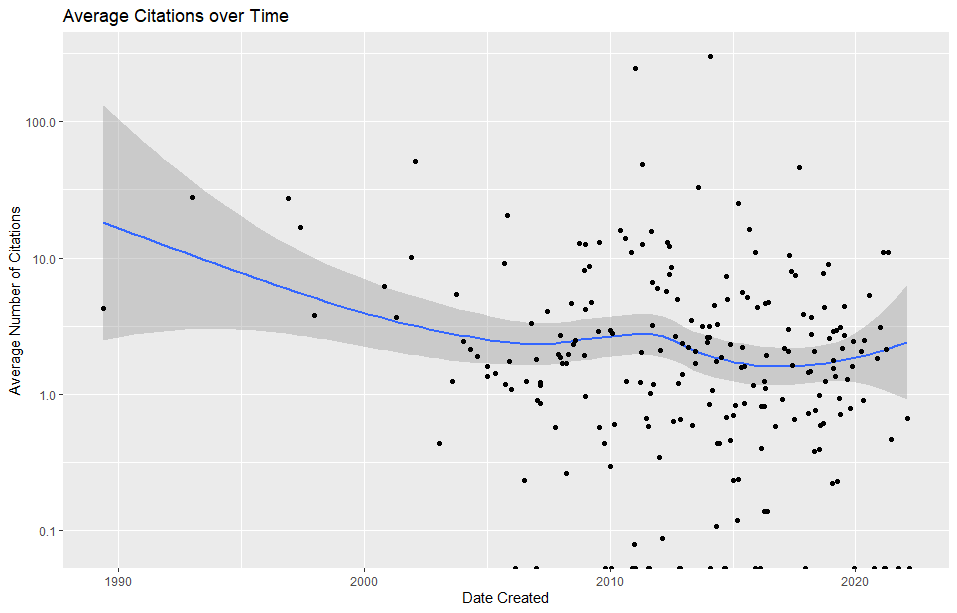 Average Citations over Time
Average Number of Citations
100.0
10.0
1.0
0.1
1990
2000
2010
2020
Date Created